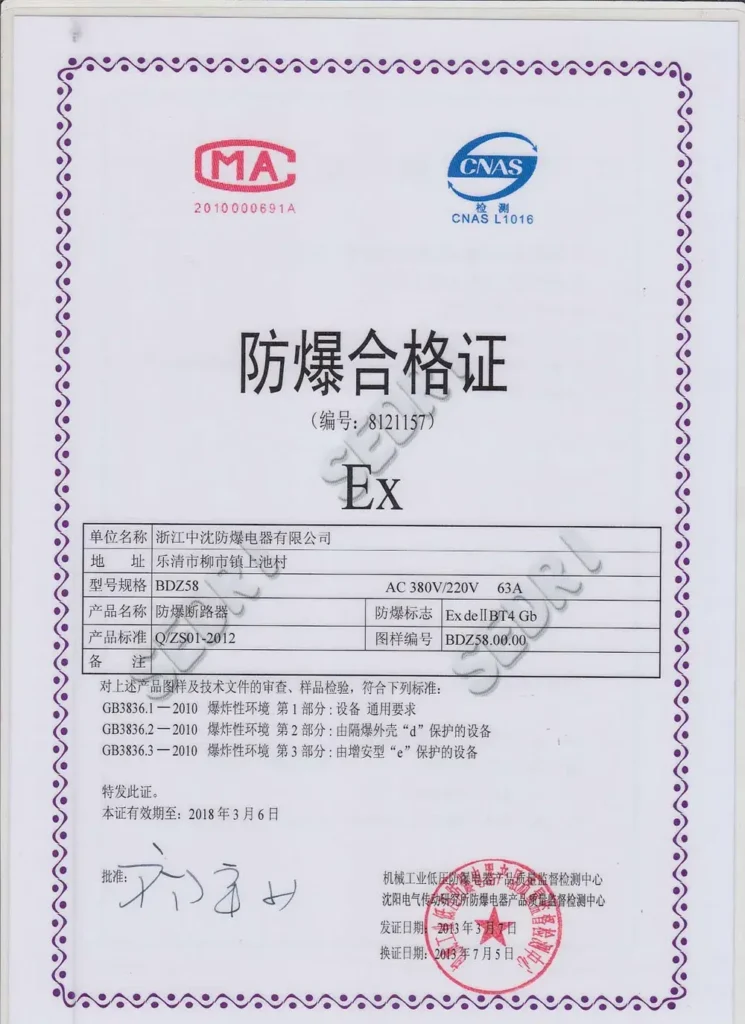 CMA
2010000691A
CNAS
检 测
CNAS L1016
防爆合格证
（编号：8121157）
Ex
单位名称 浙江中沈防爆电器有限公司
地 址 乐清市柳市镇上池村
型号规格 BDZ58 AC 380V/220V 63A
产品名称 防爆断路器 防爆标志 Ex deⅡBT4 Gb
产品标准 Q/ZS01-2012 图样编号 BDZ58.00.00
备 注
对上述产品图样及技术文件的审查、样品检验，符合下列标准：
GB3836.1－2010 爆炸性环境 第1部分：设备 通用要求
GB3836.2－2010 爆炸性环境 第2部分：由隔爆外壳“d”保护的设备
GB3836.3－2010 爆炸性环境 第3部分：由增安型“e”保护的设备
特发此证。
本证有效期至：2018年3月6日
批准：
机械工业低压防爆电器产品质量监督检测中心
沈阳电气传动研究所防爆电器产品质量监督检测中心
发证日期：2013年3月7日
换证日期：2013年7月5日
SEDRI
SEDRI
SEDRI